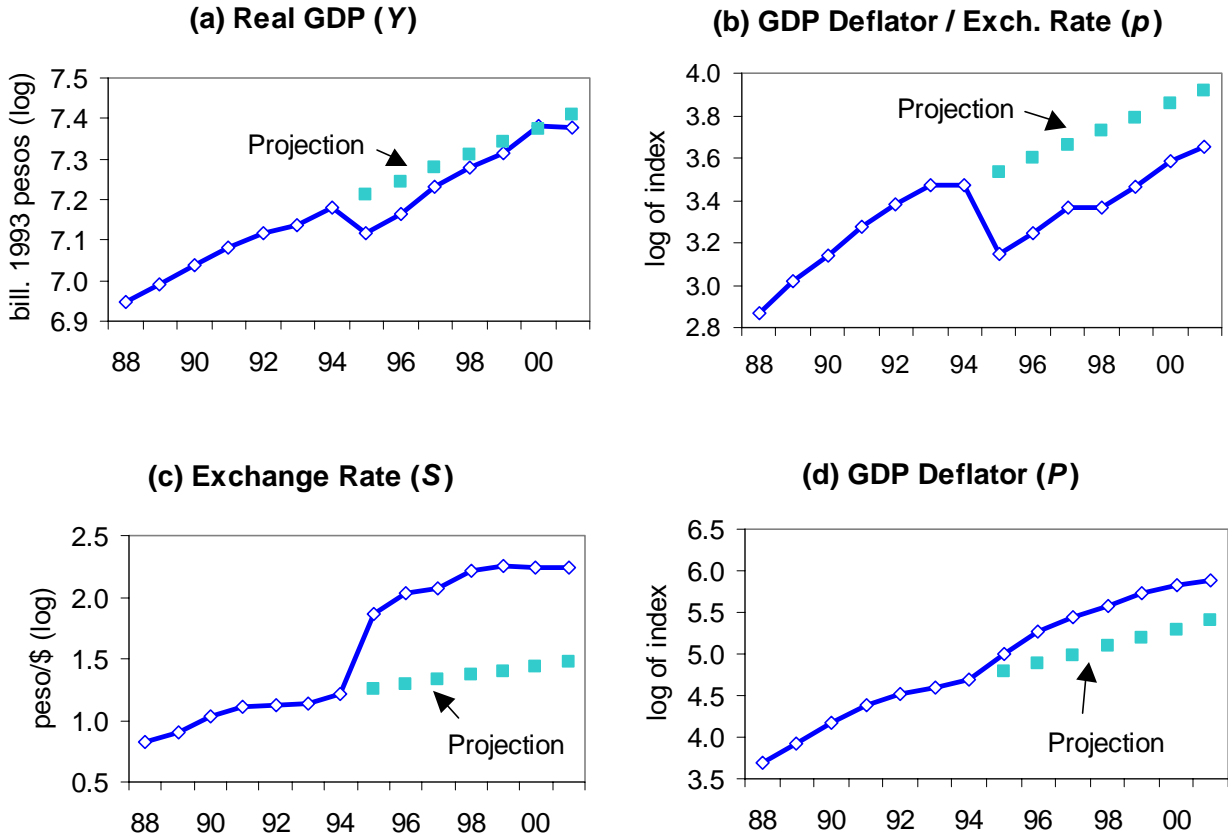 (a) Real GDP (Y)
bill. 1993 pesos (log)
7.5
7.4
7.3
7.2
7.1
7.0
6.9
Projection
88 90 92 94 96 98 00
(b) GDP Deflator / Exch. Rate (p)
log of index
4.0
3.8
3.6
3.4
3.2
3.0
2.8
Projection
88 90 92 94 96 98 00
(c) Exchange Rate (S)
peso/$ (log)
2.5
2.0
1.5
1.0
0.5
Projection
88 90 92 94 96 98 00
(d) GDP Deflator (P)
log of index
6.5
6.0
5.5
5.0
4.5
4.0
3.5
Projection
88 90 92 94 96 98 00